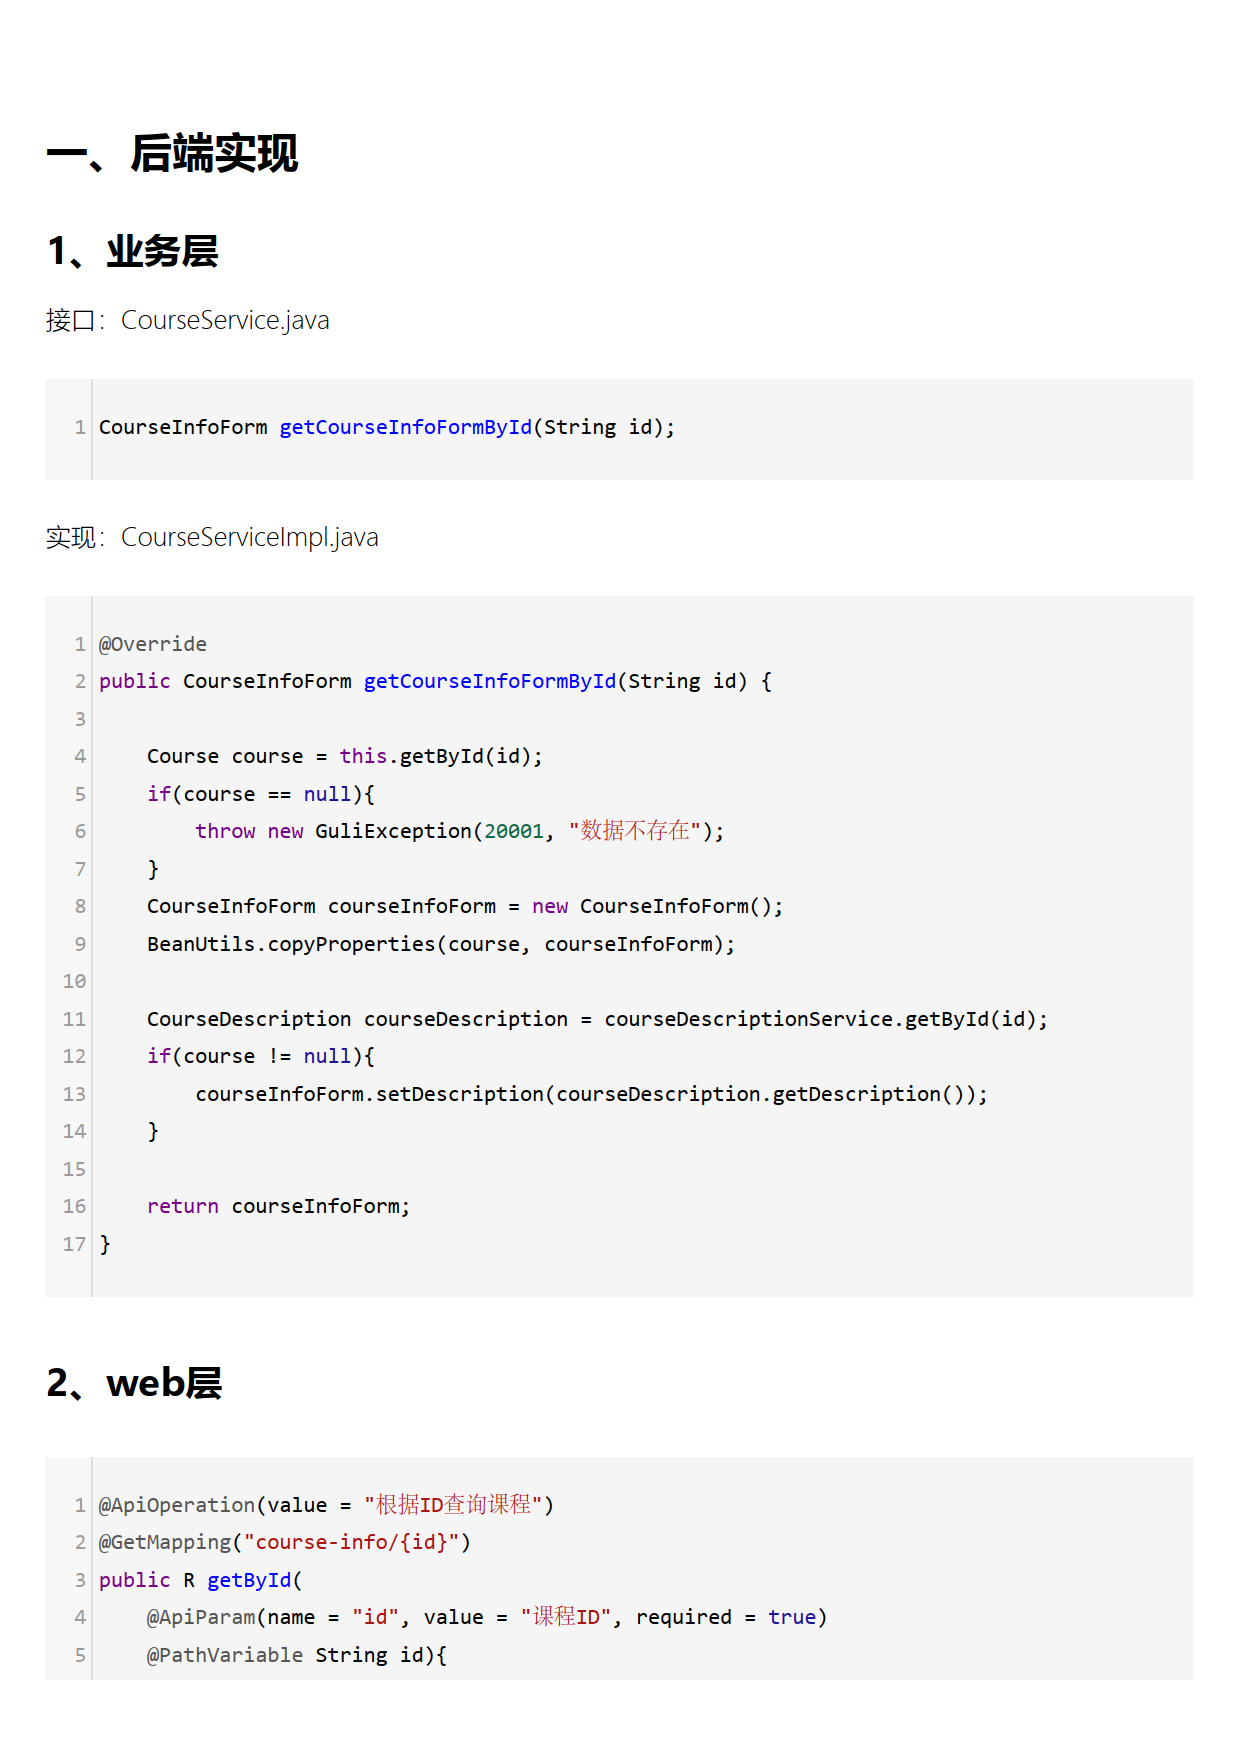 一、后端实现
1、业务层
接口：CourseService.java
1 CourseInfoForm getCourseInfoFormById(String id);
实现：CourseServiceImpl.java
1 @Override
2 public CourseInfoForm getCourseInfoFormById(String id) {
3
4     Course course = this.getById(id);
5     if(course == null){
6         throw new GuliException(20001, "数据不存在");
7     }
8     CourseInfoForm courseInfoForm = new CourseInfoForm();
9     BeanUtils.copyProperties(course, courseInfoForm);
10
11     CourseDescription courseDescription = courseDescriptionService.getById(id);
12     if(course != null){
13         courseInfoForm.setDescription(courseDescription.getDescription());
14     }
15
16     return courseInfoForm;
17 }
2、web层
1 @ApiOperation(value = "根据ID查询课程")
2 @GetMapping("course-info/{id}")
3 public R getById(
4     @ApiParam(name = "id", value = "课程ID", required = true)
5     @PathVariable String id){